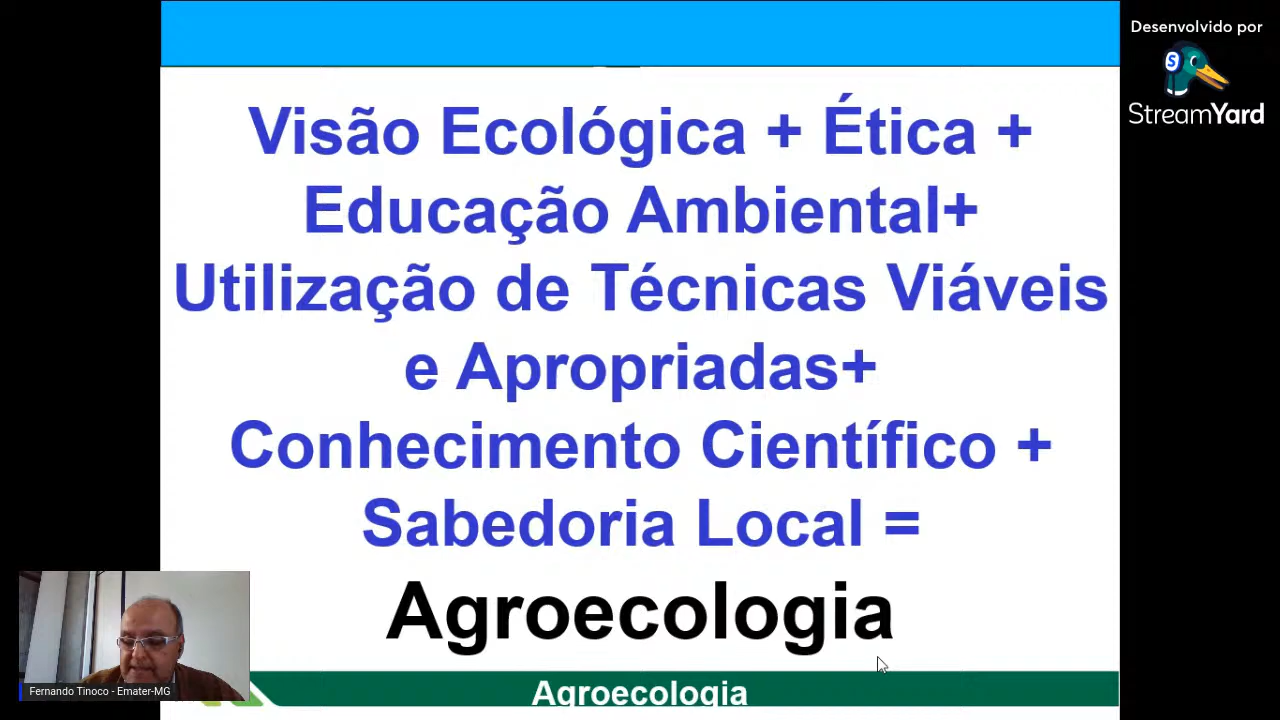 Desenvolvido por
StreamYard
Visão Ecológica + Ética +
Educação Ambiental+
Utilização de Técnicas Viáveis
e Apropriadas+
Conhecimento Científico +
Sabedoria Local =
Agroecologia
Fernando Tinoco - Emater-MG
Agroecologia